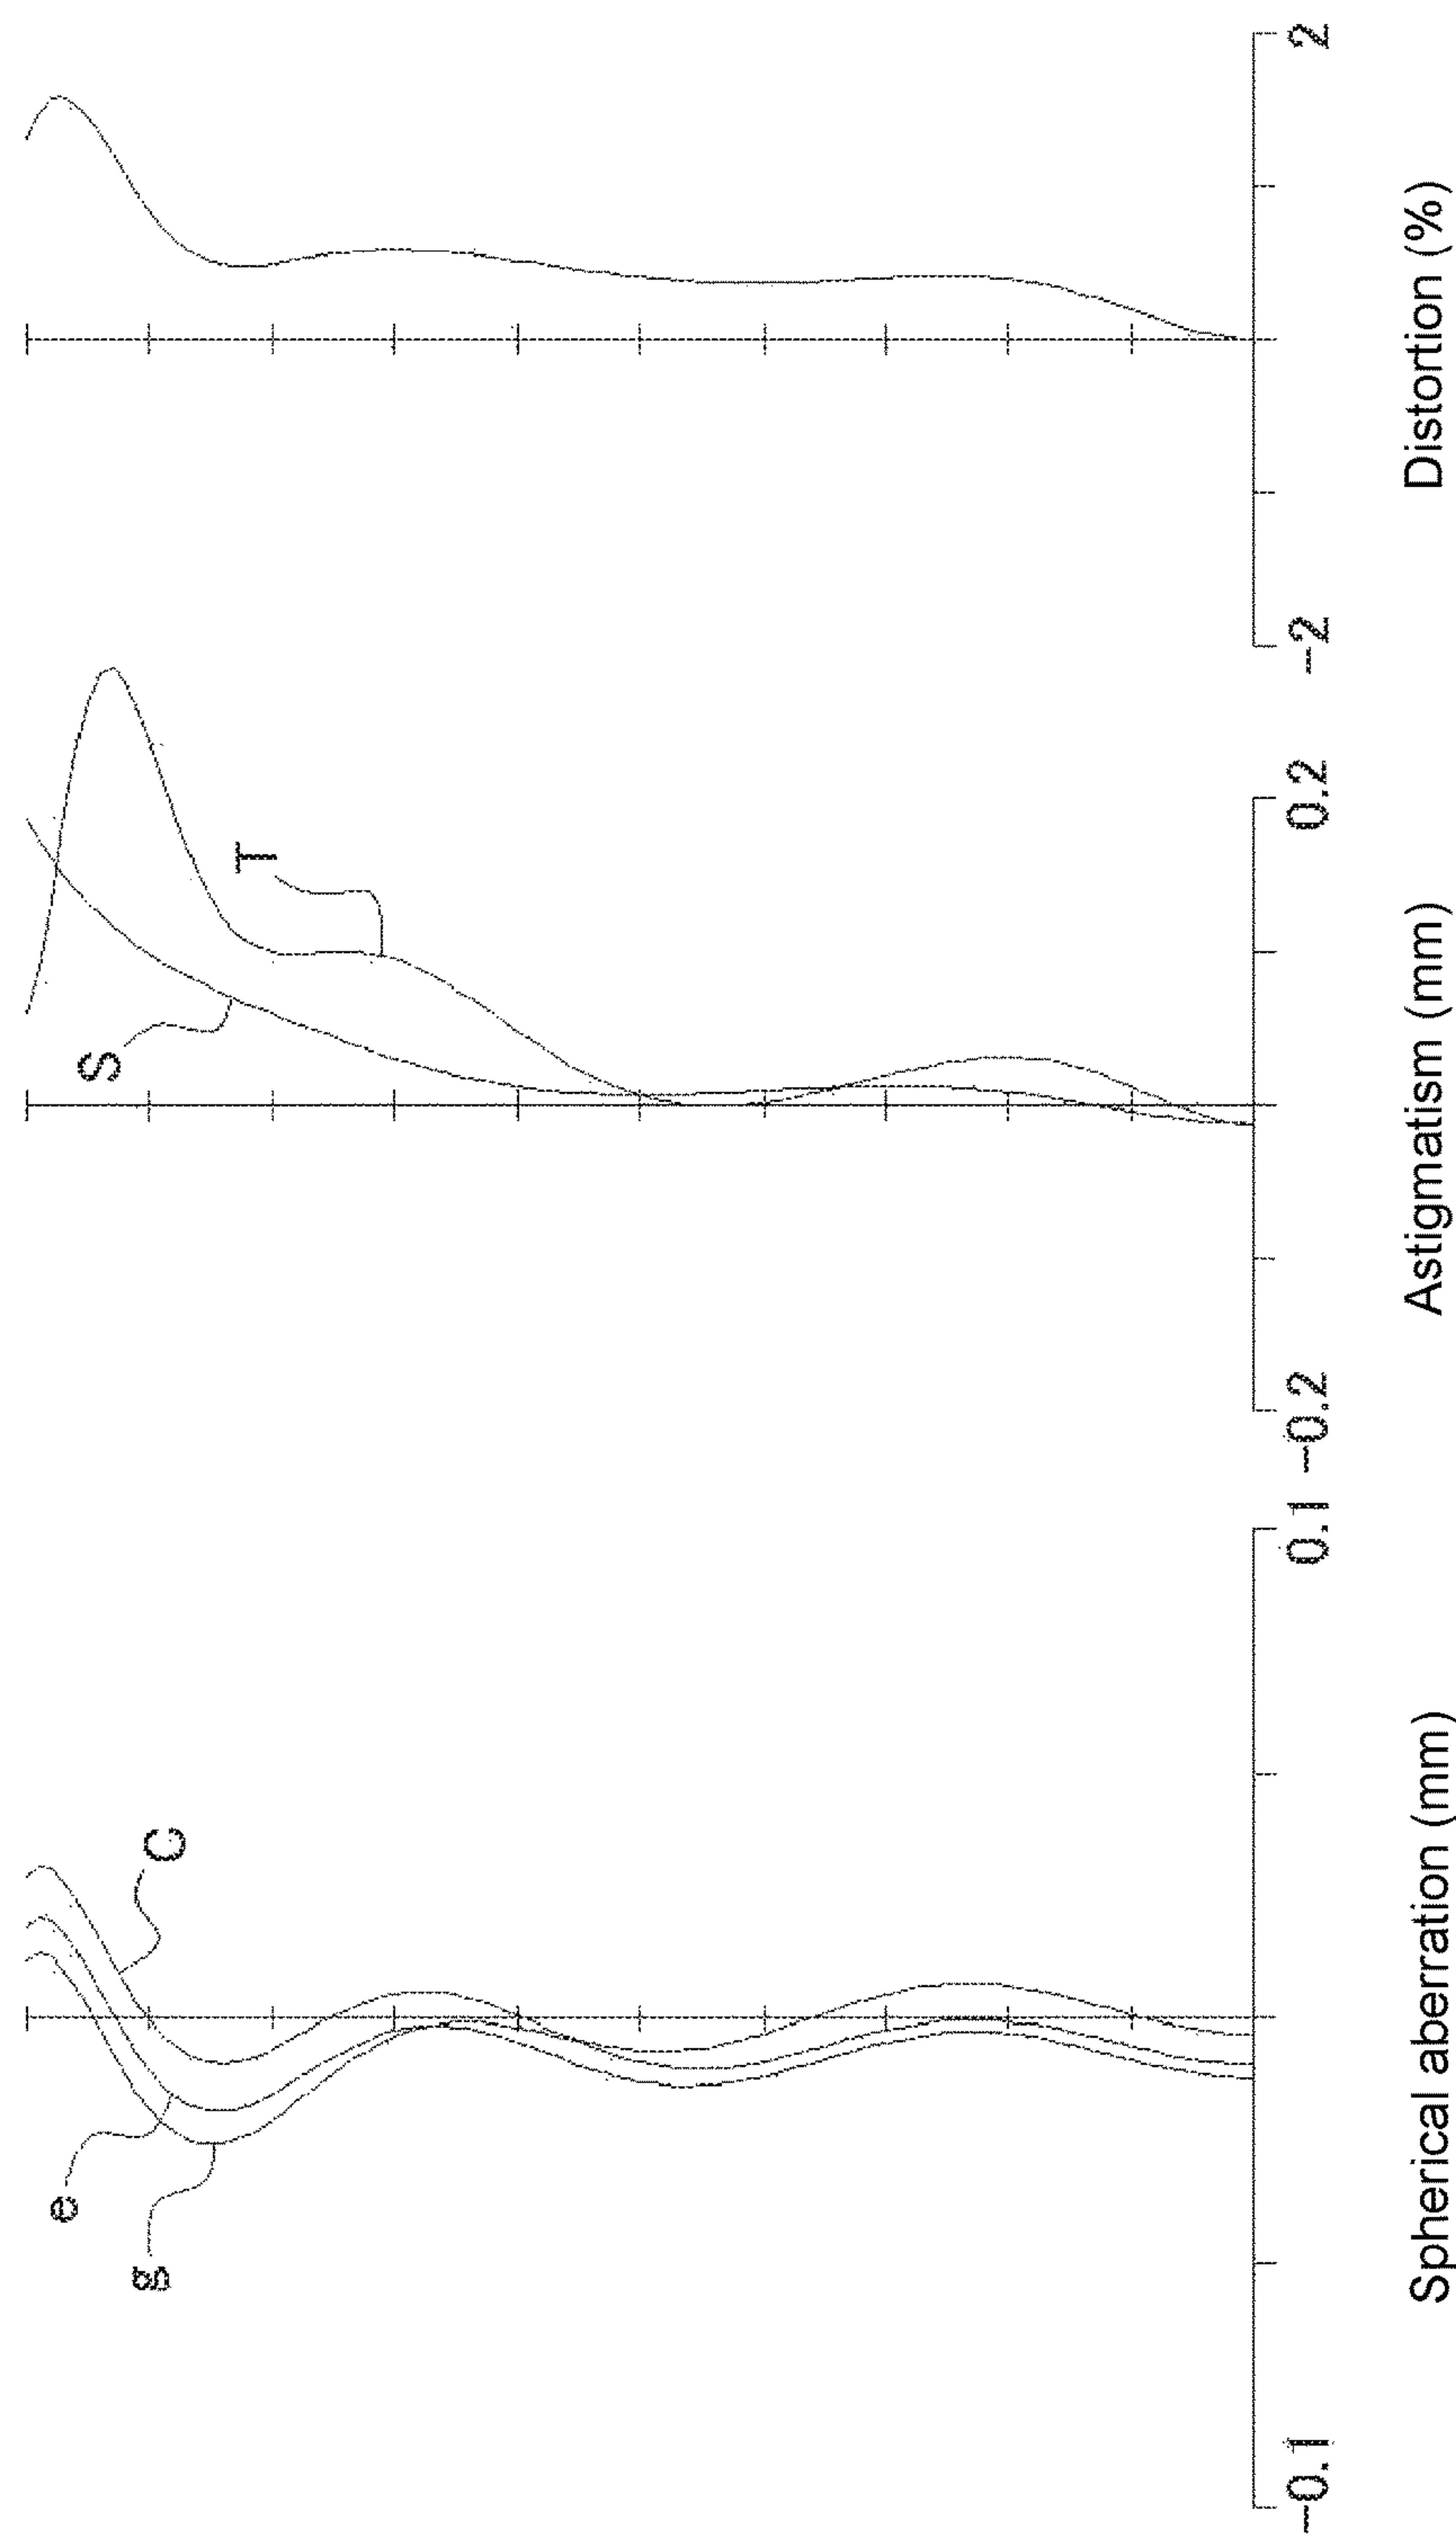 C
e
g
-0.1
0.1
Spherical aberration (mm)
S
T
-0.2
0.2
Astigmatism (mm)
-2
2
Distortion (%)